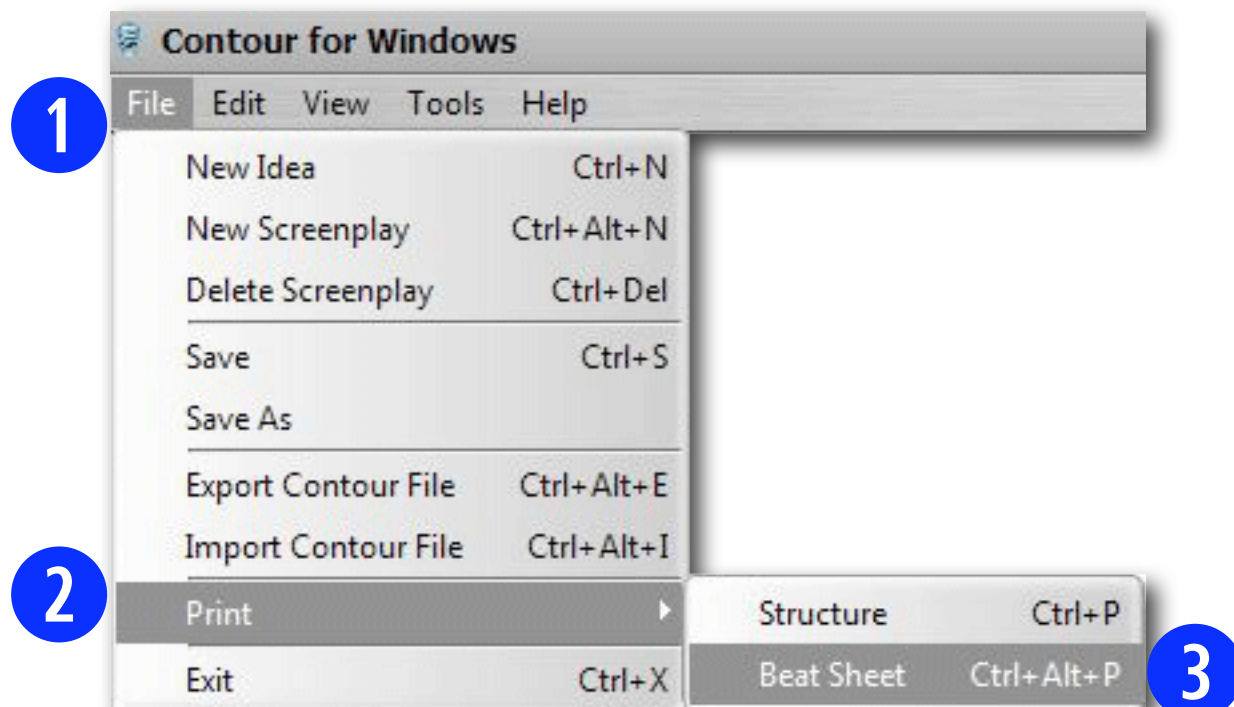 Contour for Windows
1 File Edit View Tools Help
New Idea Ctrl+N
New Screenplay Ctrl+Alt+N
Delete Screenplay Ctrl+Del
Save Ctrl+S
Save As
Export Contour File Ctrl+Alt+E
Import Contour File Ctrl+Alt+I
2 Print Structure Ctrl+P
Exit Ctrl+X Beat Sheet Ctrl+Alt+P 3